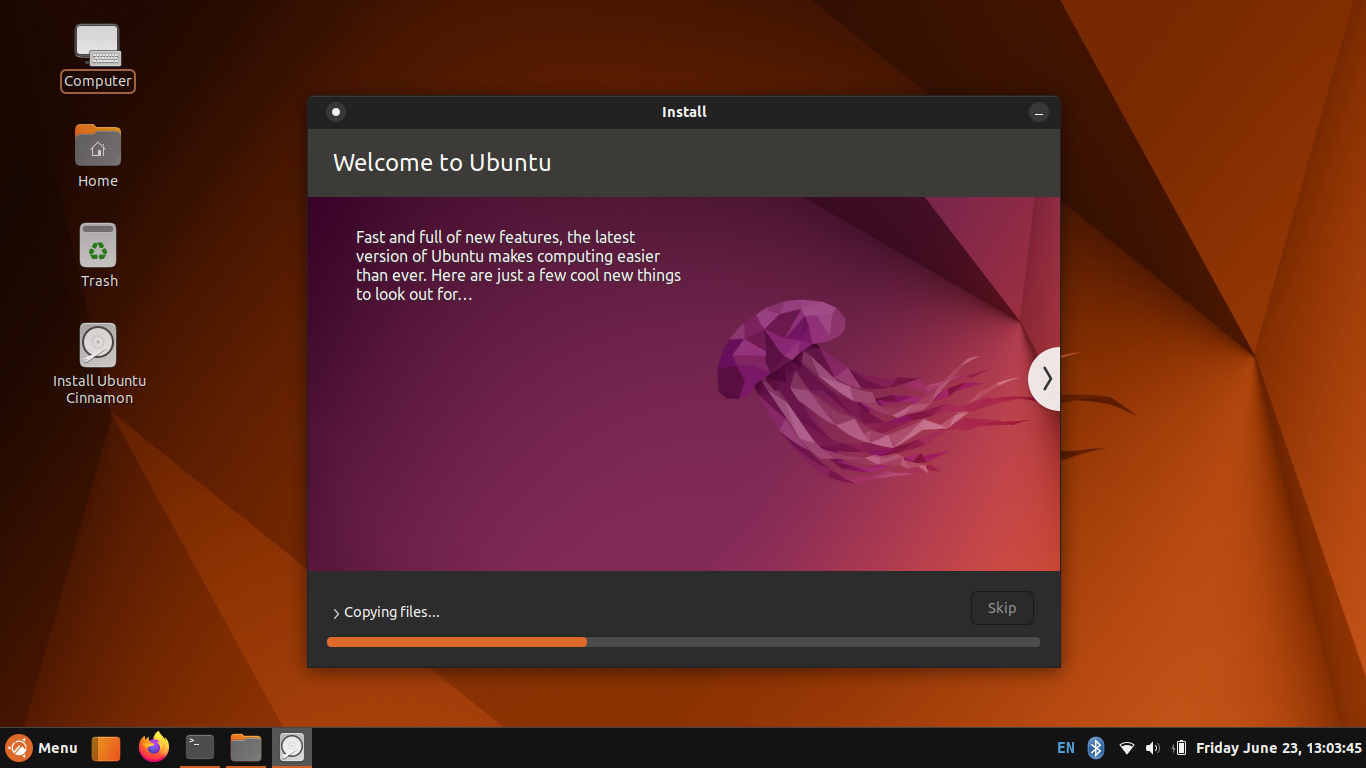 Computer
Home
Trash
Install Ubuntu
Cinnamon
Install
Welcome to Ubuntu
Fast and full of new features, the latest
version of Ubuntu makes computing easier
than ever. Here are just a few cool new things
to look out for…
Copying files...
Skip
Menu
>_
EN
Friday June 23, 13:03:45